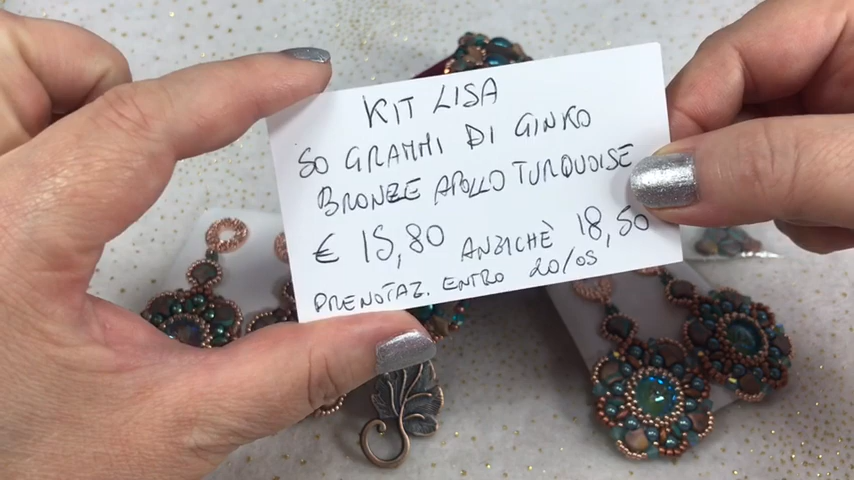 KIT LISA
50 GRAMMI DI GINKO
BRONZE APOLLO TURQUOISE
€ 15,80 ANZICHÈ 18,50
PRENOTAZ. ENTRO 20/05